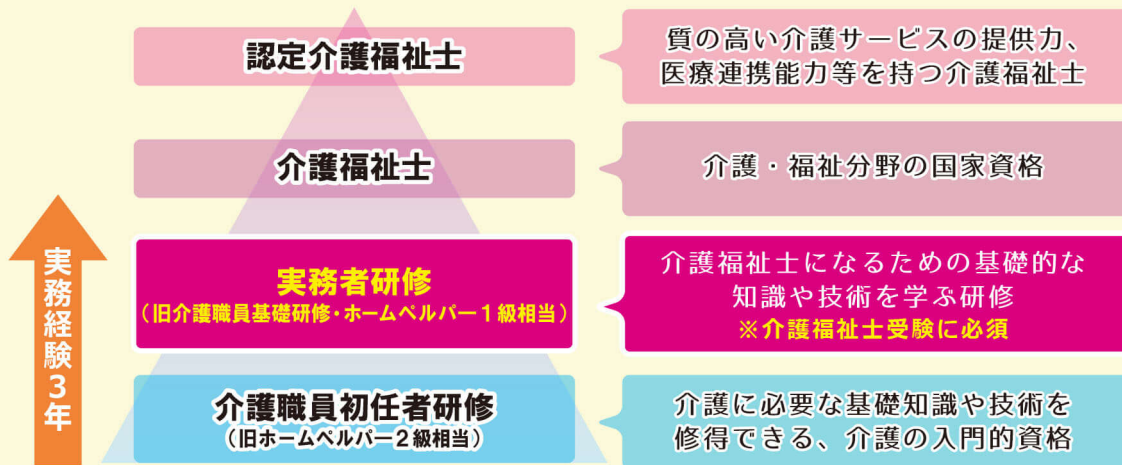 認定介護福祉士
質の高い介護サービスの提供力、
医療連携能力等を持つ介護福祉士
介護福祉士
介護・福祉分野の国家資格
実務者研修
（旧介護職員基礎研修・ホームヘルパー１級相当）
介護福祉士になるための基礎的な
知識や技術を学ぶ研修
※介護福祉士受験に必須
介護職員初任者研修
（旧ホームヘルパー２級相当）
介護に必要な基礎知識や技術を
修得できる、介護の入門的資格
実務経験３年